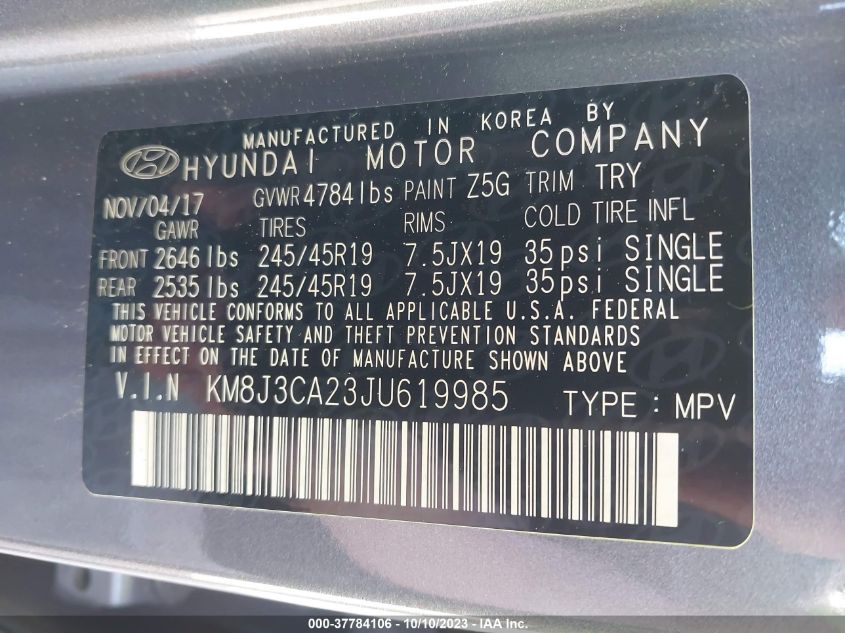 MANUFACTURED IN KOREA BY
HYUNDAI MOTOR COMPANY
NOV/04/17 GVWR 4784 lbs PAINT Z5G TRIM TRY
GAWR TIRES RIMS COLD TIRE INFL
FRONT 2646 lbs 245/45R19 7.5JX19 35 psi SINGLE
REAR 2535 lbs 245/45R19 7.5JX19 35 psi SINGLE
THIS VEHICLE CONFORMS TO ALL APPLICABLE U.S.A. FEDERAL
MOTOR VEHICLE SAFETY AND THEFT PREVENTION STANDARDS
IN EFFECT ON THE DATE OF MANUFACTURE SHOWN ABOVE
V.I.N KM8J3CA23JU619985 TYPE : MPV
000-37784106 - 10/10/2023 - IAA Inc.